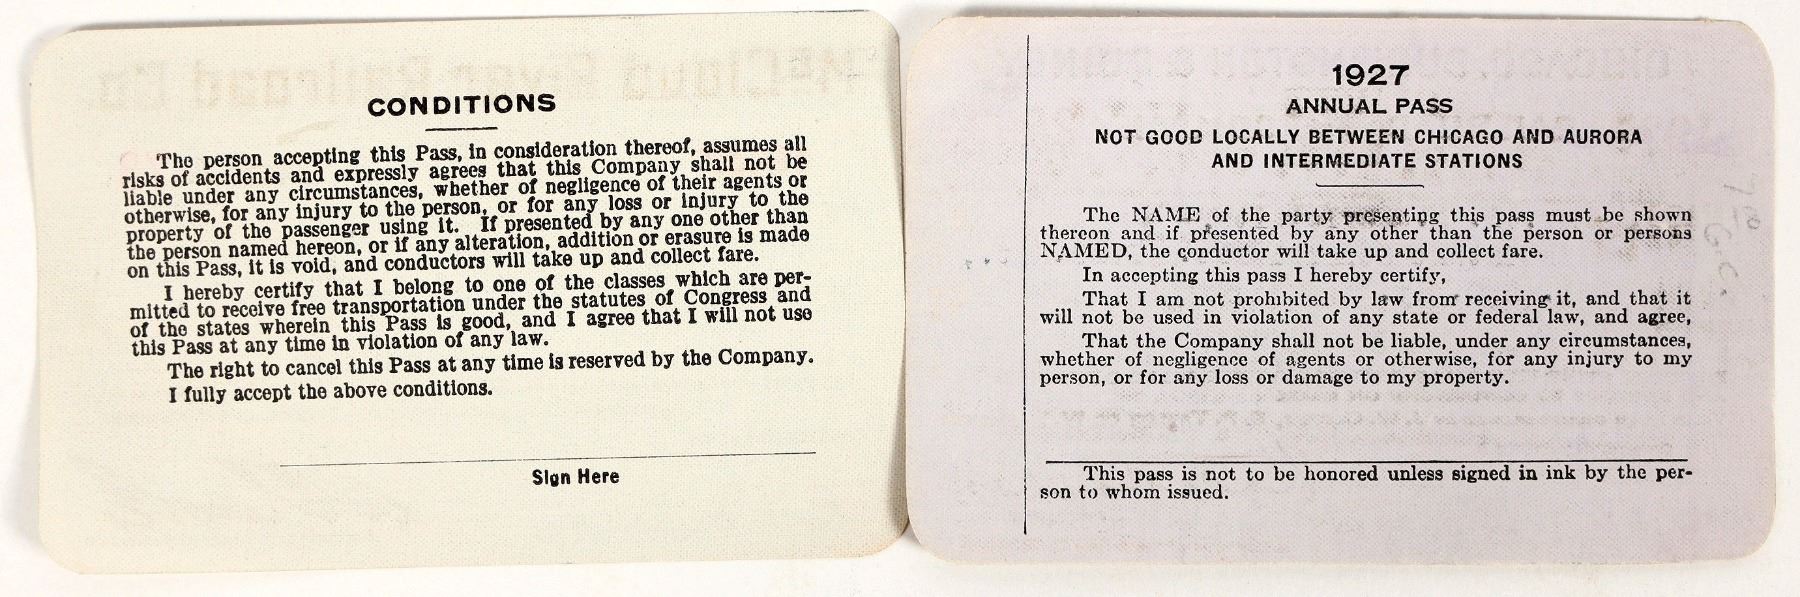 CONDITIONS
The person accepting this Pass, in consideration thereof, assumes all
risks of accidents and expressly agrees that this Company shall not be
liable under any circumstances, whether of negligence of their agents or
otherwise, for any injury to the person, or for any loss or injury to the
property of the passenger using it. If presented by any one other than
the person named hereon, or if any alteration, addition or erasure is made
on this Pass, it is void, and conductors will take up and collect fare.
I hereby certify that I belong to one of the classes which are per-
mitted to receive free transportation under the statutes of Congress and
of the states wherein this Pass is good, and I agree that I will not use
this Pass at any time in violation of any law.
The right to cancel this Pass at any time is reserved by the Company.
I fully accept the above conditions.
Sign Here
1927
ANNUAL PASS
NOT GOOD LOCALLY BETWEEN CHICAGO AND AURORA
AND INTERMEDIATE STATIONS
The NAME of the party presenting this pass must be shown
thereon and if presented by any other than the person or persons
NAMED, the conductor will take up and collect fare.
In accepting this pass I hereby certify,
That I am not prohibited by law from receiving it, and that it
will not be used in violation of any state or federal law, and agree,
That the Company shall not be liable, under any circumstances,
whether of negligence of agents or otherwise, for any injury to my
person, or for any loss or damage to my property.
This pass is not to be honored unless signed in ink by the per-
son to whom issued.